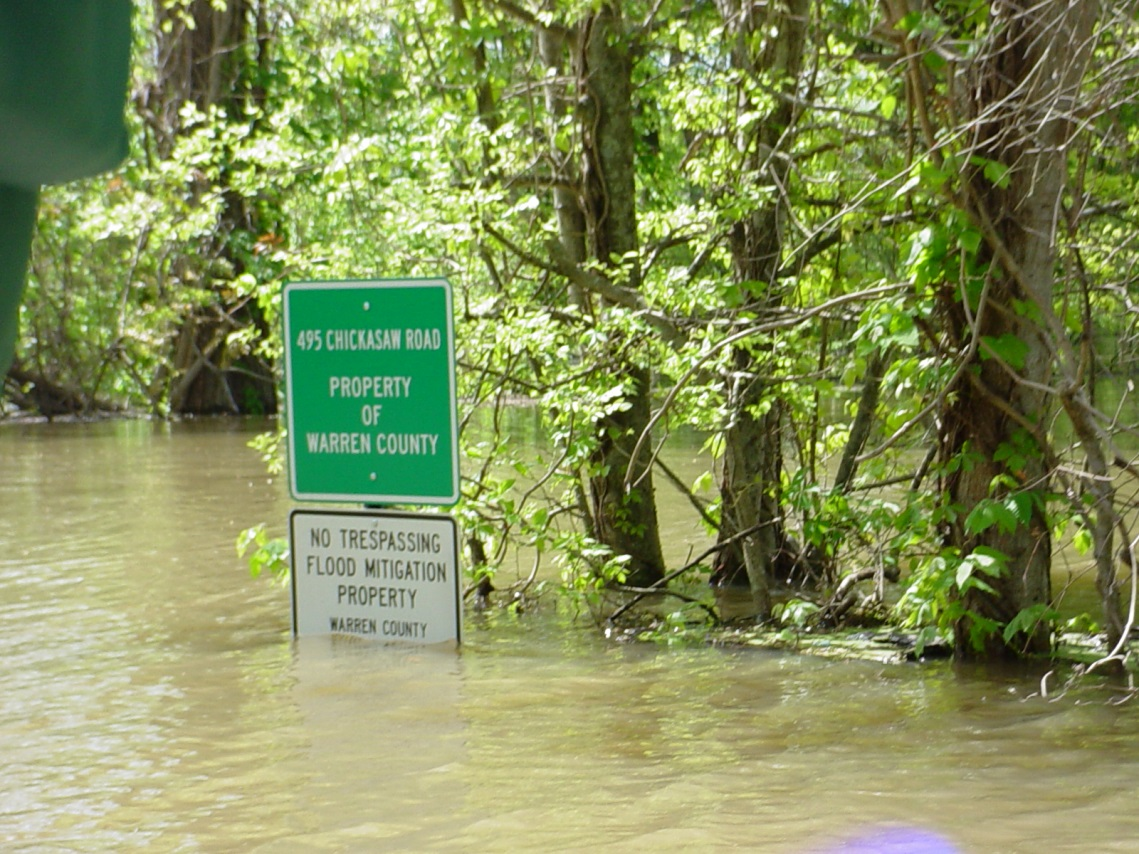 495 CHICKASAW ROAD
PROPERTY
OF
WARREN COUNTY
NO TRESPASSING
FLOOD MITIGATION
PROPERTY
WARREN COUNTY